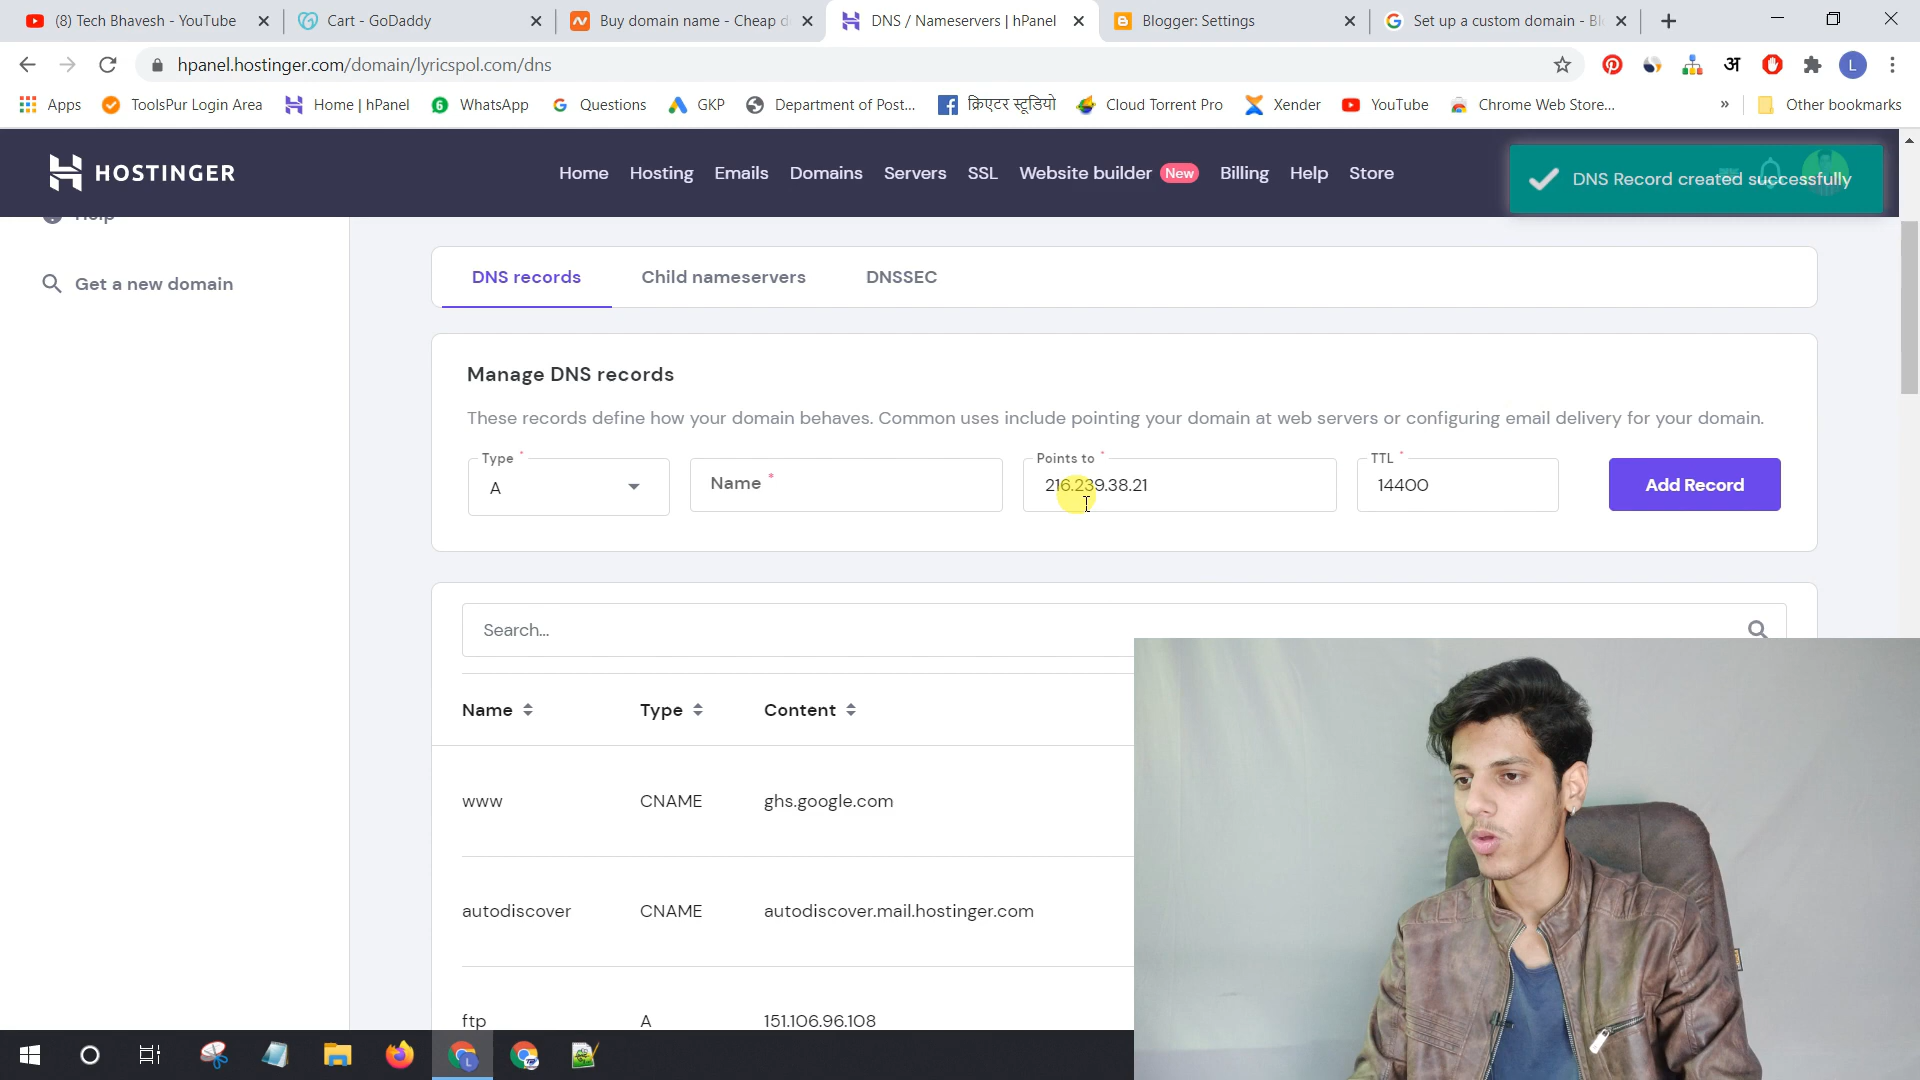 (8) Tech Bhavesh - YouTube
Cart - GoDaddy
Buy domain name - Cheap d
DNS / Nameservers | hPanel
Blogger: Settings
Set up a custom domain - Bl
hpanel.hostinger.com/domain/lyricspol.com/dns
अ
L
Apps
ToolsPur Login Area
Home | hPanel
WhatsApp
Questions
GKP
Department of Post...
क्रिएटर स्टूडियो
Cloud Torrent Pro
Xender
YouTube
Chrome Web Store...
»
Other bookmarks
HOSTINGER
Home
Hosting
Emails
Domains
Servers
SSL
Website builder New
Billing
Help
Store
DNS Record created successfully
Help
Get a new domain
DNS records
Child nameservers
DNSSEC
Manage DNS records
These records define how your domain behaves. Common uses include pointing your domain at web servers or configuring email delivery for your domain.
Type *
A
Name *
Points to *
216.239.38.21
TTL *
14400
Add Record
Search...
Name
Type
Content
www
CNAME
ghs.google.com
autodiscover
CNAME
autodiscover.mail.hostinger.com
ftp
A
151.106.96.108